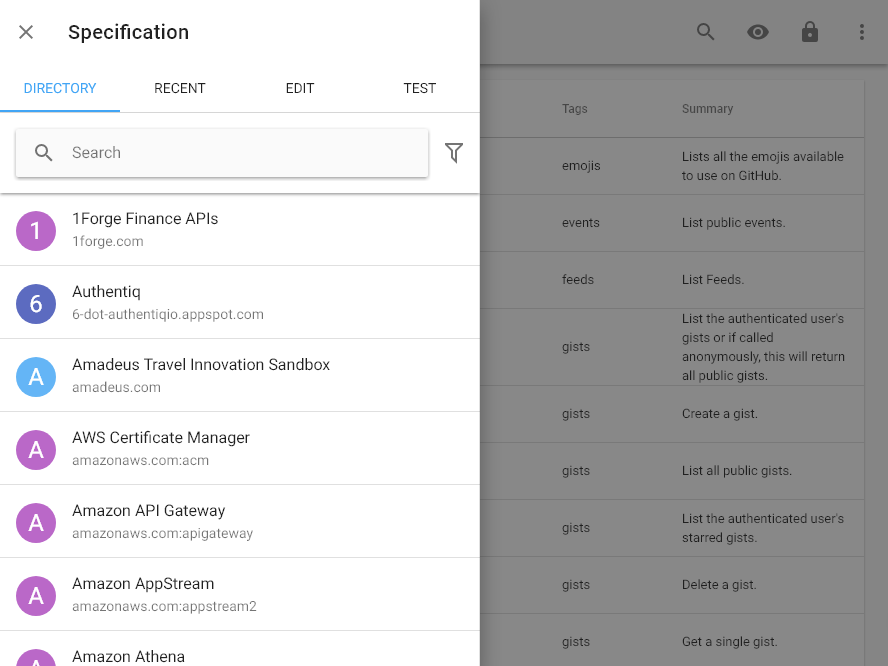 Specification
DIRECTORY
RECENT
EDIT
TEST
Search
1
1Forge Finance APIs
1forge.com
6
Authentiq
6-dot-authentiqio.appspot.com
A
Amadeus Travel Innovation Sandbox
amadeus.com
A
AWS Certificate Manager
amazonaws.com:acm
A
Amazon API Gateway
amazonaws.com:apigateway
A
Amazon AppStream
amazonaws.com:appstream2
A
Amazon Athena
Tags
Summary
emojis
Lists all the emojis available
to use on GitHub.
events
List public events.
feeds
List Feeds.
gists
List the authenticated user's
gists or if called
anonymously, this will return
all public gists.
gists
Create a gist.
gists
List all public gists.
gists
List the authenticated user's
starred gists.
gists
Delete a gist.
gists
Get a single gist.